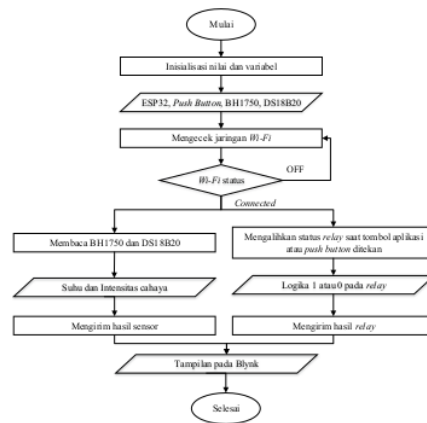 Mulai
Inisialisasi nilai dan variabel
ESP32, Push Button, BH1750, DS18B20
Mengecek jaringan Wi-Fi
OFF
Wi-Fi status
Connected
Membaca BH1750 dan DS18B20
Mengalihkan status relay saat tombol aplikasi
atau push button ditekan
Suhu dan Intensitas cahaya
Logika 1 atau 0 pada relay
Mengirim hasil sensor
Mengirim hasil relay
Tampilan pada Blynk
Selesai